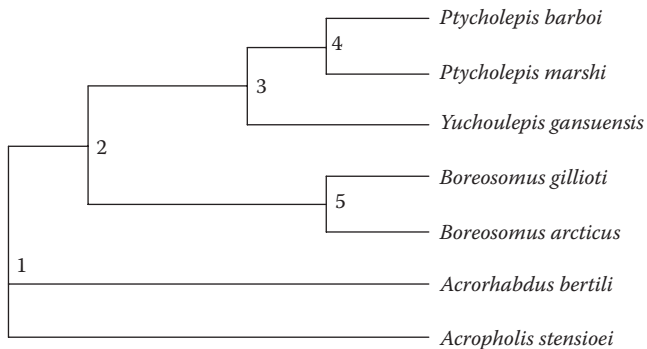 Ptycholepis barboi
4
Ptycholepis marshi
3
Yuchoulepis gansuensis
2
Boreosomus gillioti
5
Boreosomus arcticus
1
Acrorhabdus bertili
Acropholis stensioei